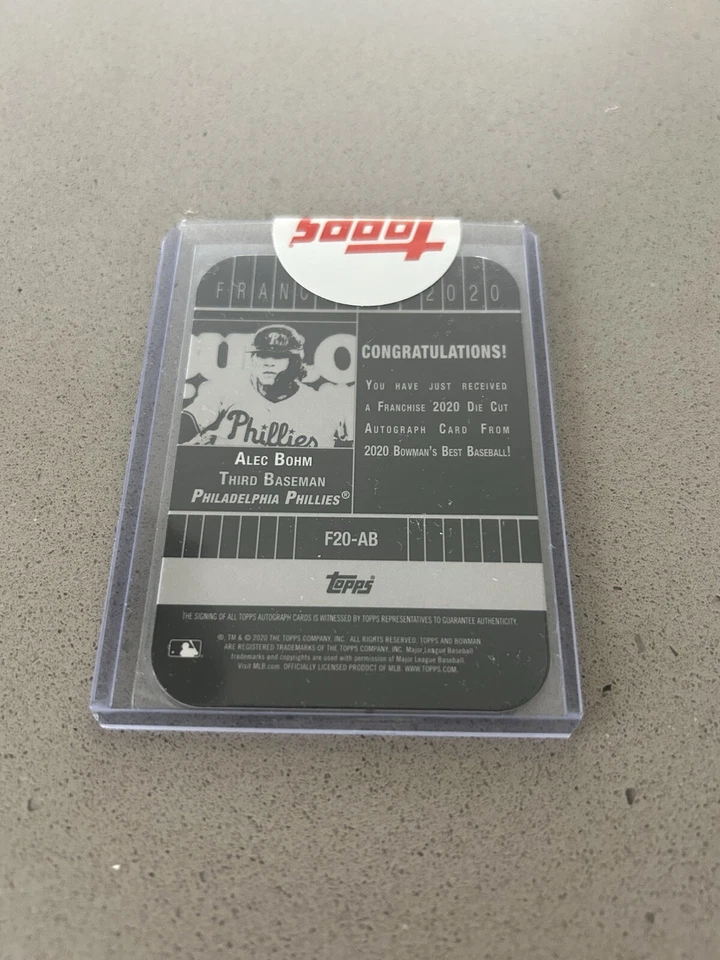 Topps
FRANC 2020
Phillies
CONGRATULATIONS!
YOU HAVE JUST RECEIVED
A FRANCHISE 2020 DIE CUT
AUTOGRAPH CARD FROM
2020 BOWMAN'S BEST BASEBALL!
ALEC BOHM
THIRD BASEMAN
PHILADELPHIA PHILLIES®
F20-AB
Topps®
THE SIGNING OF ALL TOPPS AUTOGRAPH CARDS IS WITNESSED BY TOPPS REPRESENTATIVES TO GUARANTEE AUTHENTICITY.
®, TM & © 2020 THE TOPPS COMPANY, INC. ALL RIGHTS RESERVED. TOPPS AND BOWMAN
ARE REGISTERED TRADEMARKS OF THE TOPPS COMPANY, INC. Major League Baseball
trademarks and copyrights are used with permission of Major League Baseball.
Visit MLB.com. OFFICIALLY LICENSED PRODUCT OF MLB. WWW.TOPPS.COM.